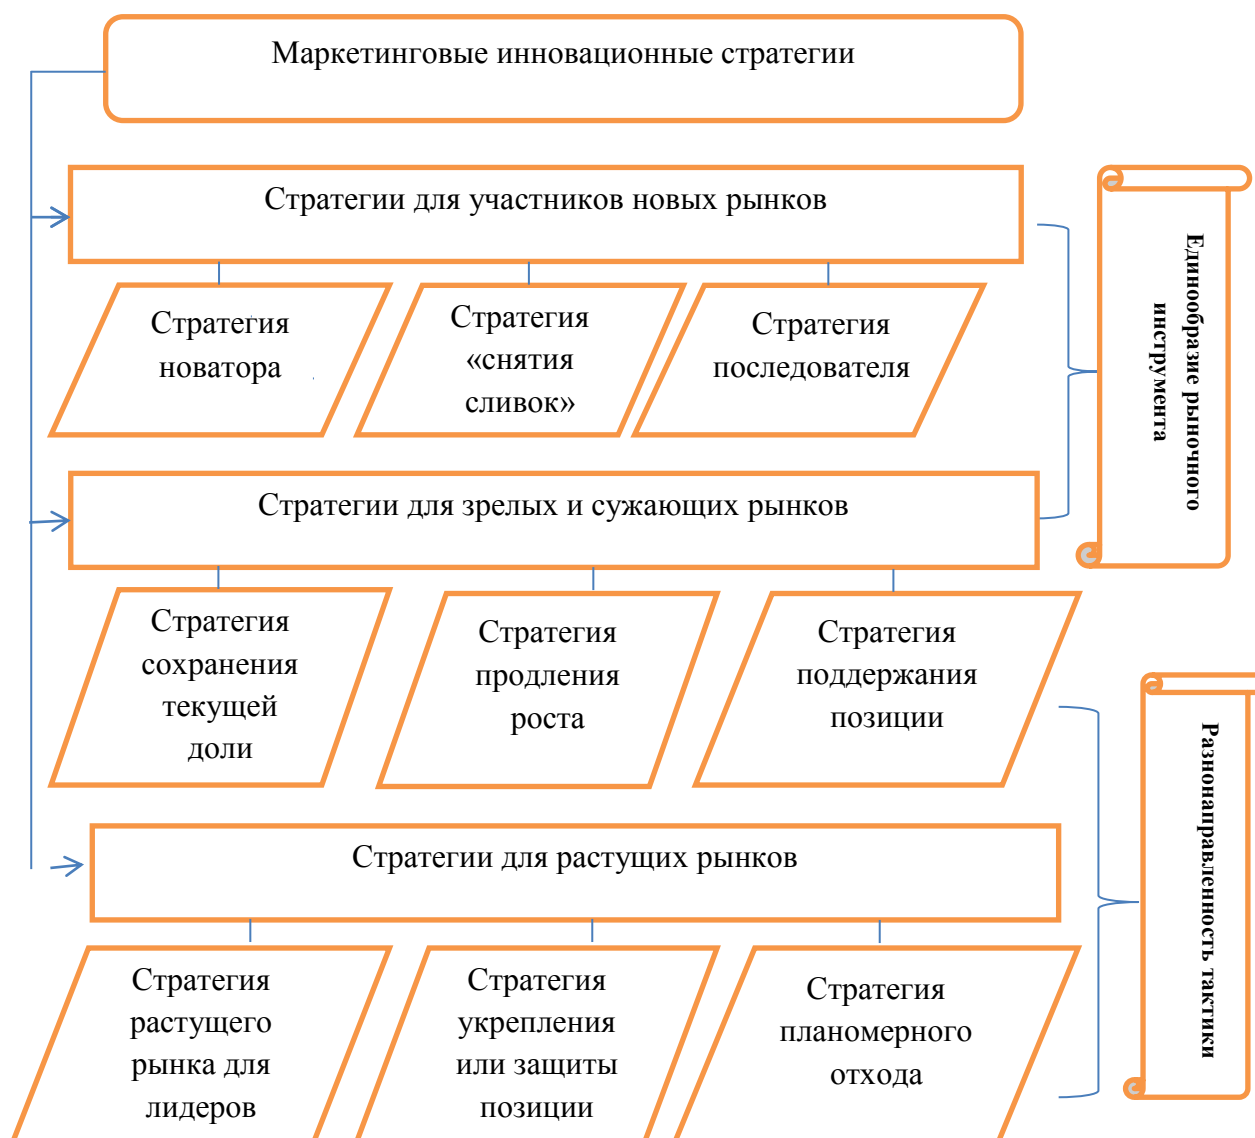 Маркетинговые инновационные стратегии
Стратегии для участников новых рынков
Стратегия
новатора
Стратегия
«снятия
сливок»
Стратегия
последователя
Единообразие рыночного
инструмента
Стратегии для зрелых и сужающих рынков
Стратегия
сохранения
текущей
доли
Стратегия
продления
роста
Стратегия
поддержания
позиции
Разнонаправленность тактики
Стратегии для растущих рынков
Стратегия
растущего
рынка для
лидеров
Стратегия
укрепления
или защиты
позиции
Стратегия
планомерного
отхода